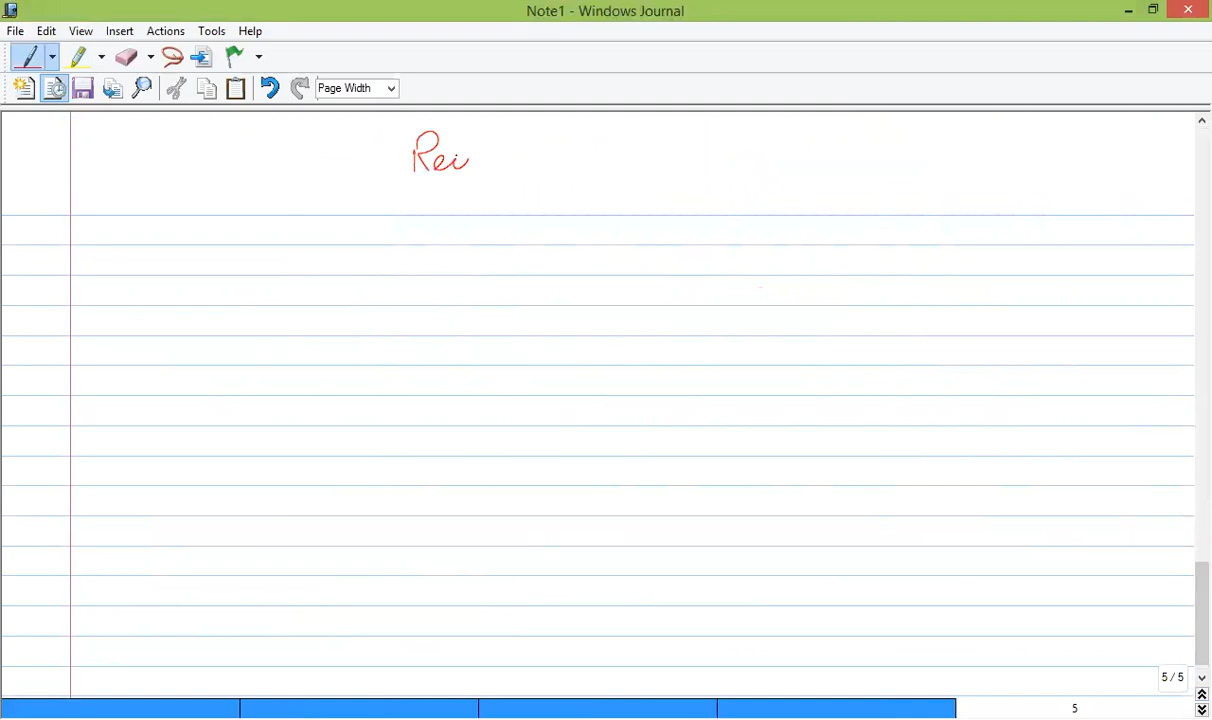 Note1 - Windows Journal
File Edit View Insert Actions Tools Help
Page Width
Rei
5 / 5
5